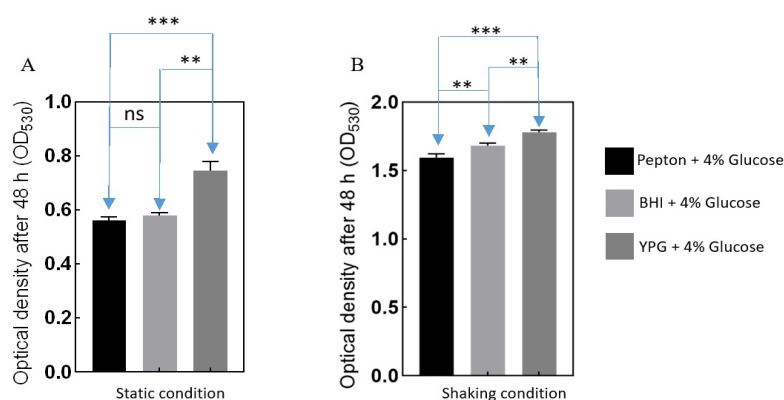 ***
A
**
ns
Optical density after 48 h (OD530)
1.0
0.8
0.6
0.4
0.2
0.0
Static condition
***
B
**
**
Optical density after 48 h (OD530)
2.0
1.5
1.0
0.5
0.0
Shaking condition
Pepton + 4% Glucose
BHI + 4% Glucose
YPG + 4% Glucose